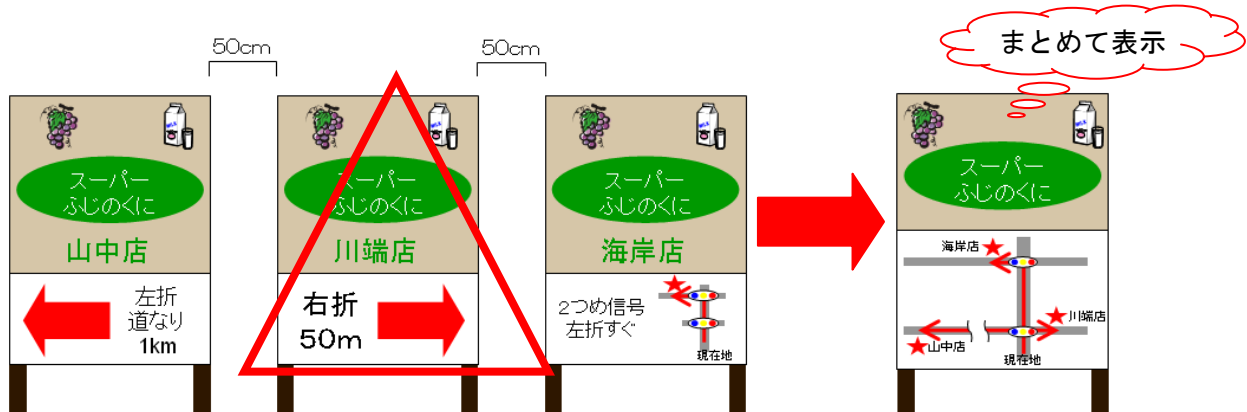 50cm
50cm
まとめて表示
スーパー
ふじのくに
山中店
左折
道なり
1km
スーパー
ふじのくに
川端店
右折
50m
スーパー
ふじのくに
海岸店
2つめ信号
左折すぐ
現在地
スーパー
ふじのくに
海岸店
川端店
山中店
現在地